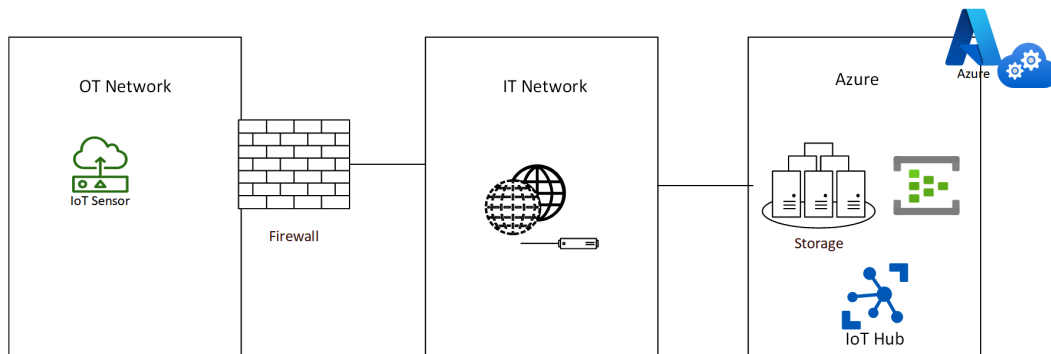 OT Network
IoT Sensor
Firewall
IT Network
Azure
Azure
Storage
IoT Hub